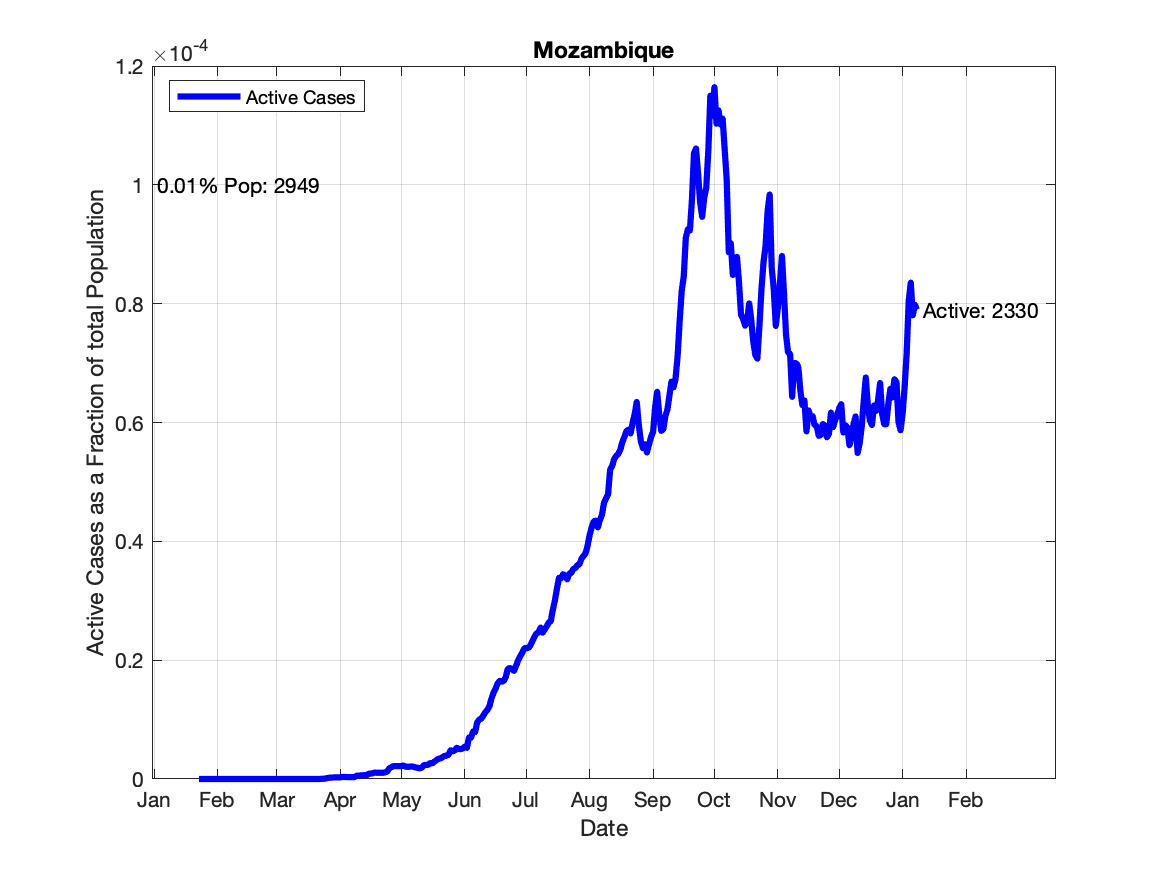 Mozambique
×10-4
1.2
1
0.8
0.6
0.4
0.2
0
Active Cases
0.01% Pop: 2949
Active: 2330
Active Cases as a Fraction of total Population
Jan Feb Mar Apr May Jun Jul Aug Sep Oct Nov Dec Jan Feb
Date